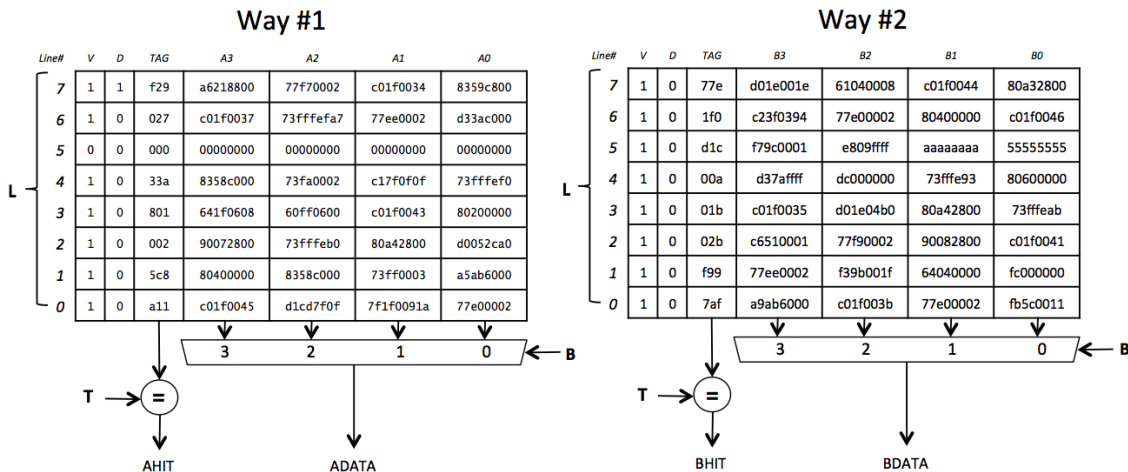 Way #1
Line# V D TAG A3 A2 A1 A0
7 1 1 f29 a6218800 77f70002 c01f0034 8359c800
6 1 0 027 c01f0037 73fffefa7 77ee0002 d33ac000
5 0 0 000 00000000 00000000 00000000 00000000
4 1 0 33a 8358c000 73fa0002 c17f0f0f 73fffef0
3 1 0 801 641f0608 60ff0600 c01f0043 80200000
2 1 0 002 90072800 73fffeb0 80a42800 d0052ca0
1 1 0 5c8 80400000 8358c000 73ff0003 a5ab6000
0 1 0 a11 c01f0045 d1cd7f0f 7f1f0091a 77e00002
L
3 2 1 0
B
T
=
AHIT
ADATA
Way #2
Line# V D TAG B3 B2 B1 B0
7 1 0 77e d01e001e 61040008 c01f0044 80a32800
6 1 0 1f0 c23f0394 77e00002 80400000 c01f0046
5 1 0 d1c f79c0001 e809ffff aaaaaaaa 55555555
4 1 0 00a d37affff dc000000 73fffe93 80600000
3 1 0 01b c01f0035 d01e04b0 80a42800 73fffeab
2 1 0 02b c6510001 77f90002 90082800 c01f0041
1 1 0 f99 77ee0002 f39b001f 64040000 fc000000
0 1 0 7af a9ab6000 c01f003b 77e00002 fb5c0011
L
3 2 1 0
B
T
=
BHIT
BDATA